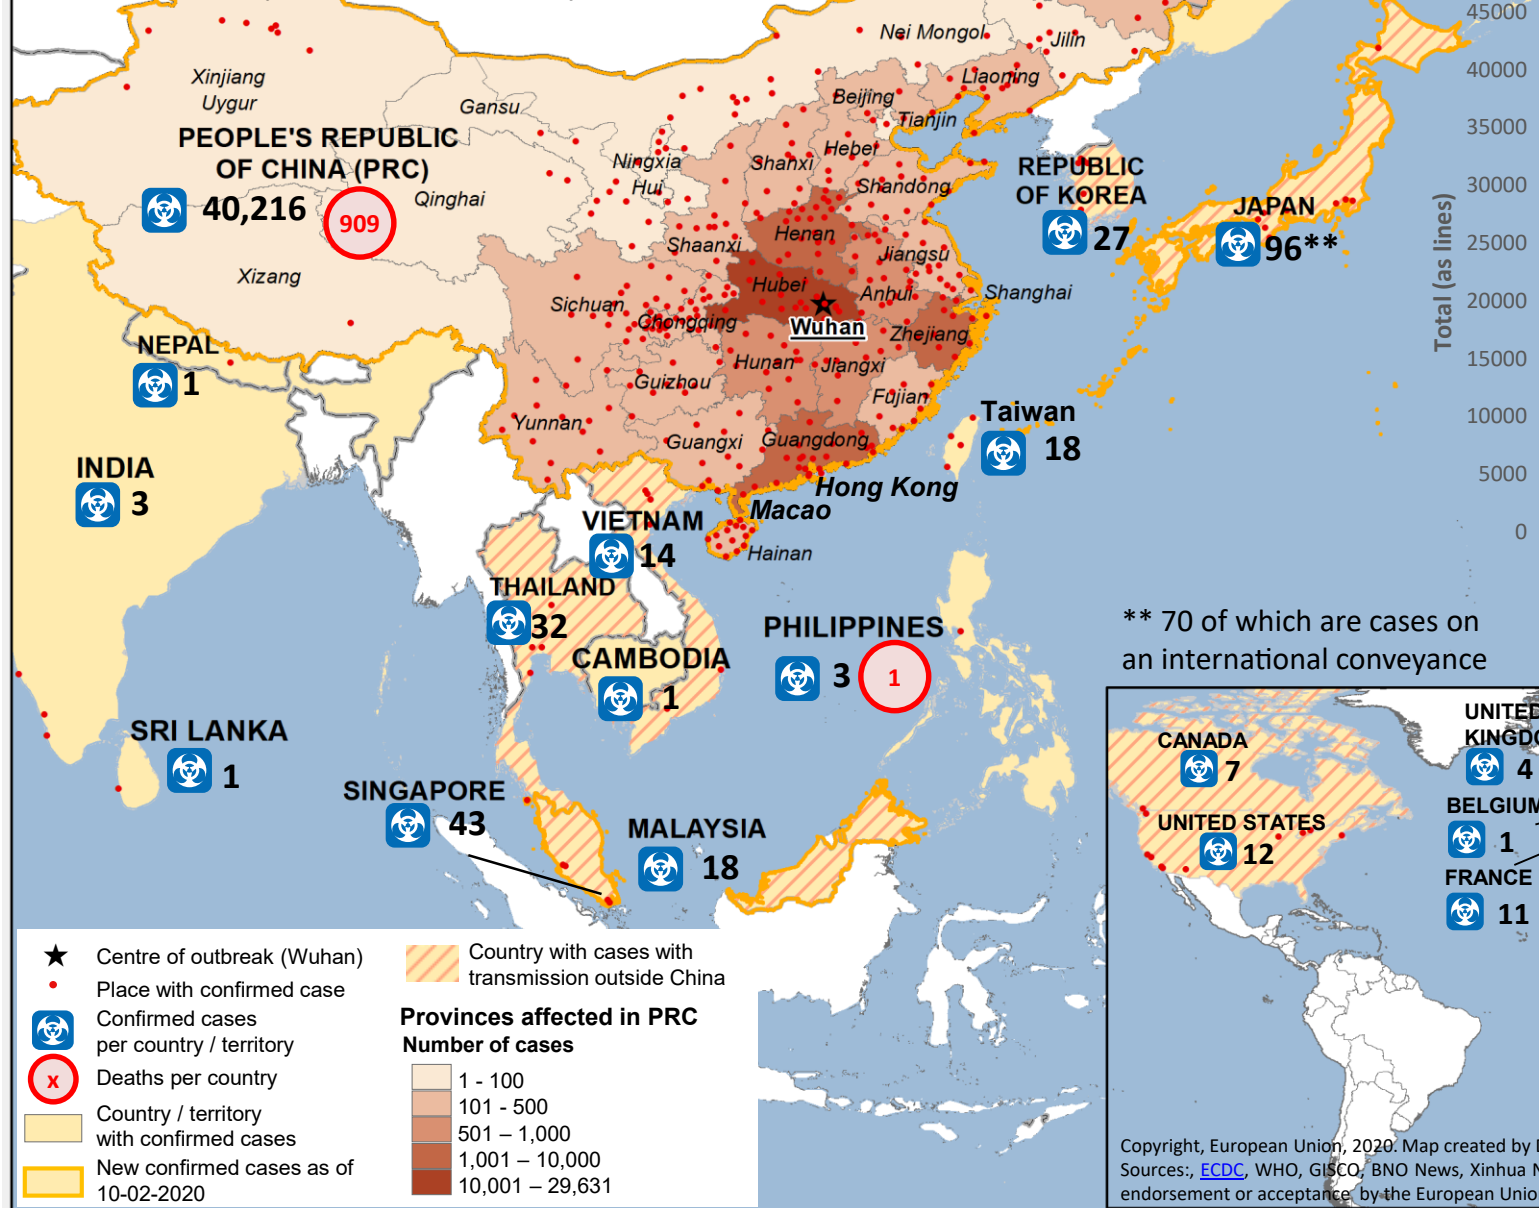 45000
Nei Mongol
Jilin
40000
Xinjiang
Uygur
Gansu
Liaoning
Beijing
Tianjin
35000
PEOPLE'S REPUBLIC
OF CHINA (PRC)
40,216
909
Qinghai
Ningxia
Hui
Shanxi
Hebei
Shandong
REPUBLIC
OF KOREA
27
30000
JAPAN
96**
Henan
Shaanxi
Jiangsu
25000
Xizang
Hubei
Anhui
Shanghai
Sichuan
Chongqing
Wuhan
Zhejiang
20000
Total (as lines)
NEPAL
1
Hunan
Jiangxi
15000
Guizhou
Fujian
Yunnan
Guangxi
Guangdong
Taiwan
18
10000
INDIA
3
5000
Hong Kong
Macao
VIETNAM
14
Hainan
0
THAILAND
32
PHILIPPINES
3
1
** 70 of which are cases on
an international conveyance
CAMBODIA
1
SRI LANKA
1
SINGAPORE
43
MALAYSIA
18
CANADA
7
UNITED STATES
12
UNITED
4
1
FRANCE
11
Centre of outbreak (Wuhan)
Place with confirmed case
Confirmed cases
per country / territory
x
Deaths per country
Country / territory
with confirmed cases
New confirmed cases as of
10-02-2020
Country with cases with
transmission outside China
Provinces affected in PRC
Number of cases
1 - 100
101 - 500
501 – 1,000
1,001 – 10,000
10,001 – 29,631
Copyright, European Union, 2020. Map created by
Sources:, ECDC, WHO, GISCO, BNO News, Xinhua
endorsement or acceptance by the European